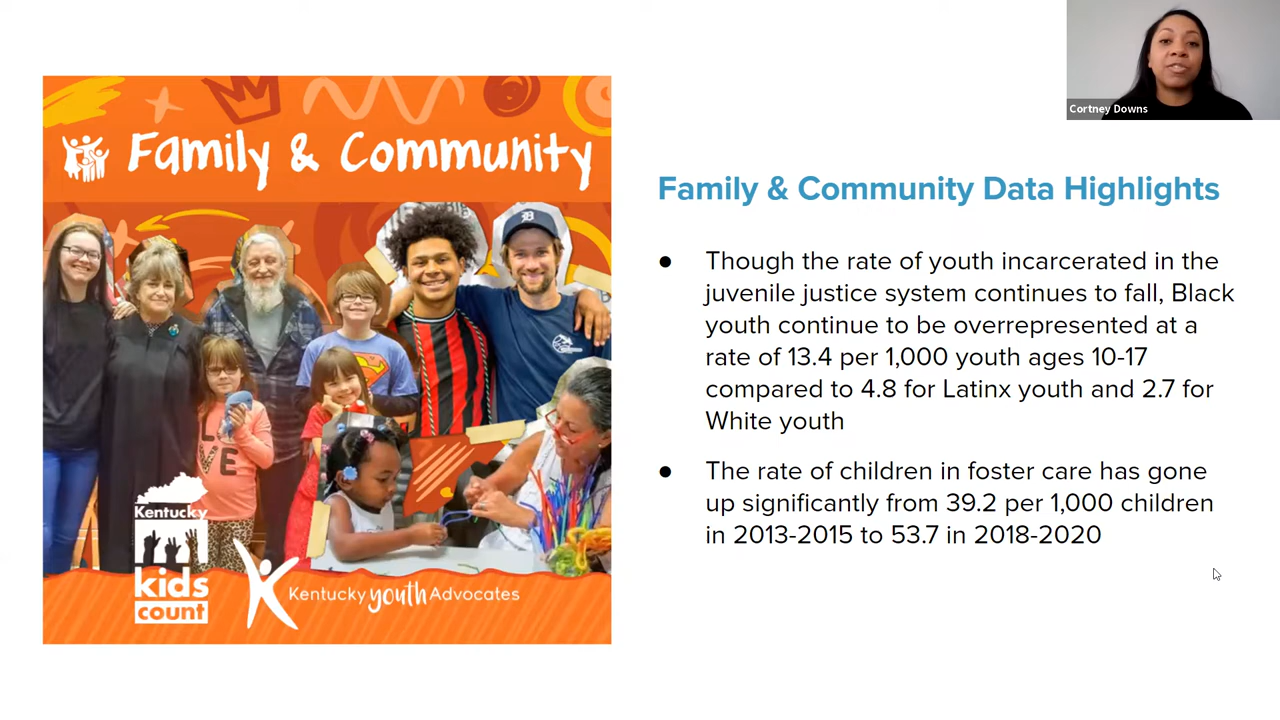 Cortney Downs
Family & Community
Family & Community Data Highlights
● Though the rate of youth incarcerated in the
juvenile justice system continues to fall, Black
youth continue to be overrepresented at a
rate of 13.4 per 1,000 youth ages 10-17
compared to 4.8 for Latinx youth and 2.7 for
White youth
● The rate of children in foster care has gone
up significantly from 39.2 per 1,000 children
in 2013-2015 to 53.7 in 2018-2020
D
LOVE
Kentucky
kids
count
Kentucky youth Advocates